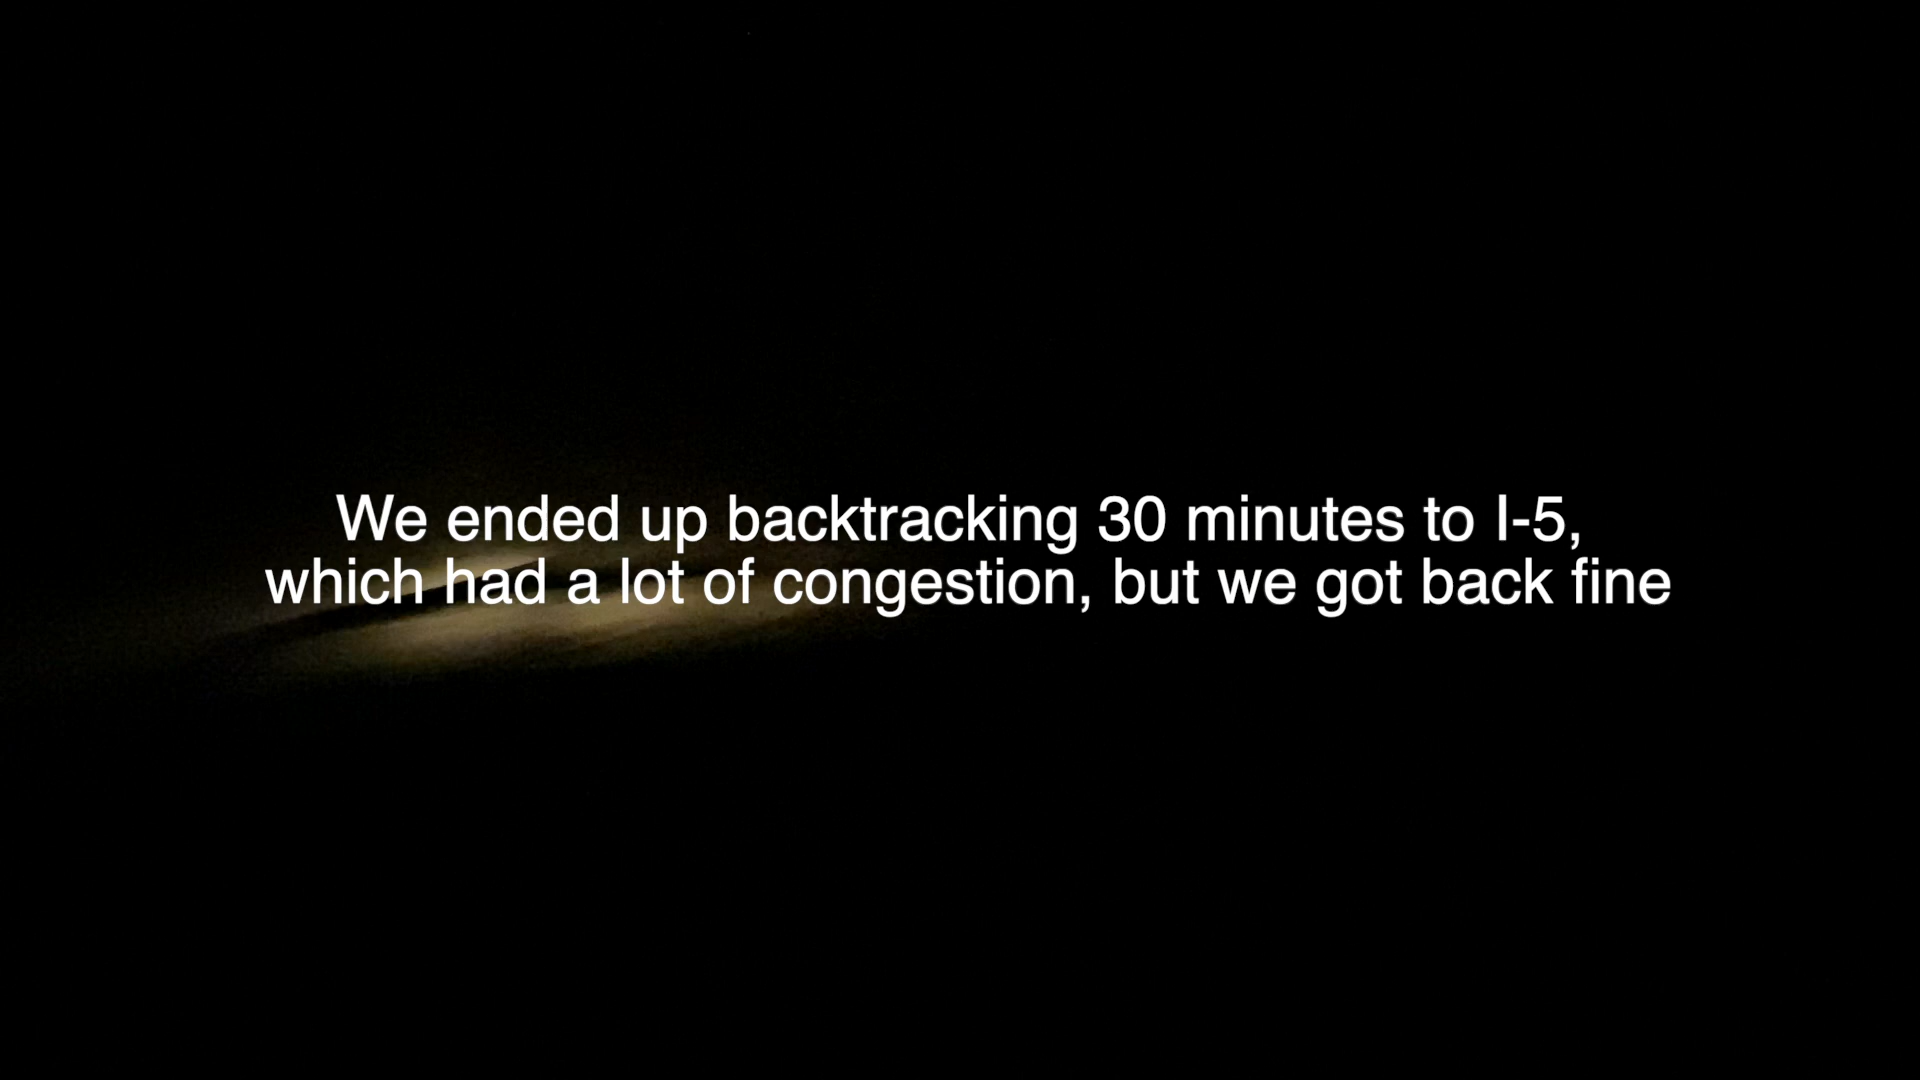 We ended up backtracking 30 minutes to I-5,
which had a lot of congestion, but we got back fine